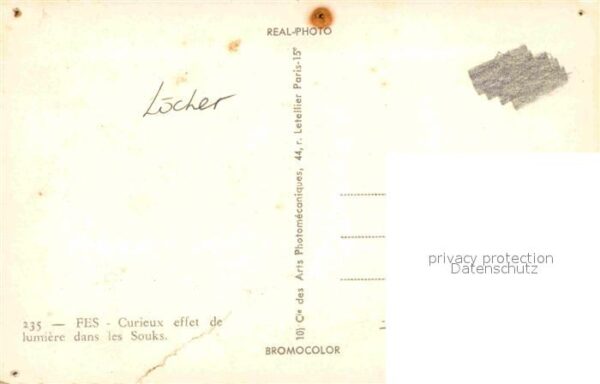 REAL-PHOTO
Löcher
10) Cie des Arts Photomécaniques, 44, r. Letellier Paris-15e
privacy protection
Datenschutz
235 — FES - Curieux effet de
lumière dans les Souks.
BROMOCOLOR